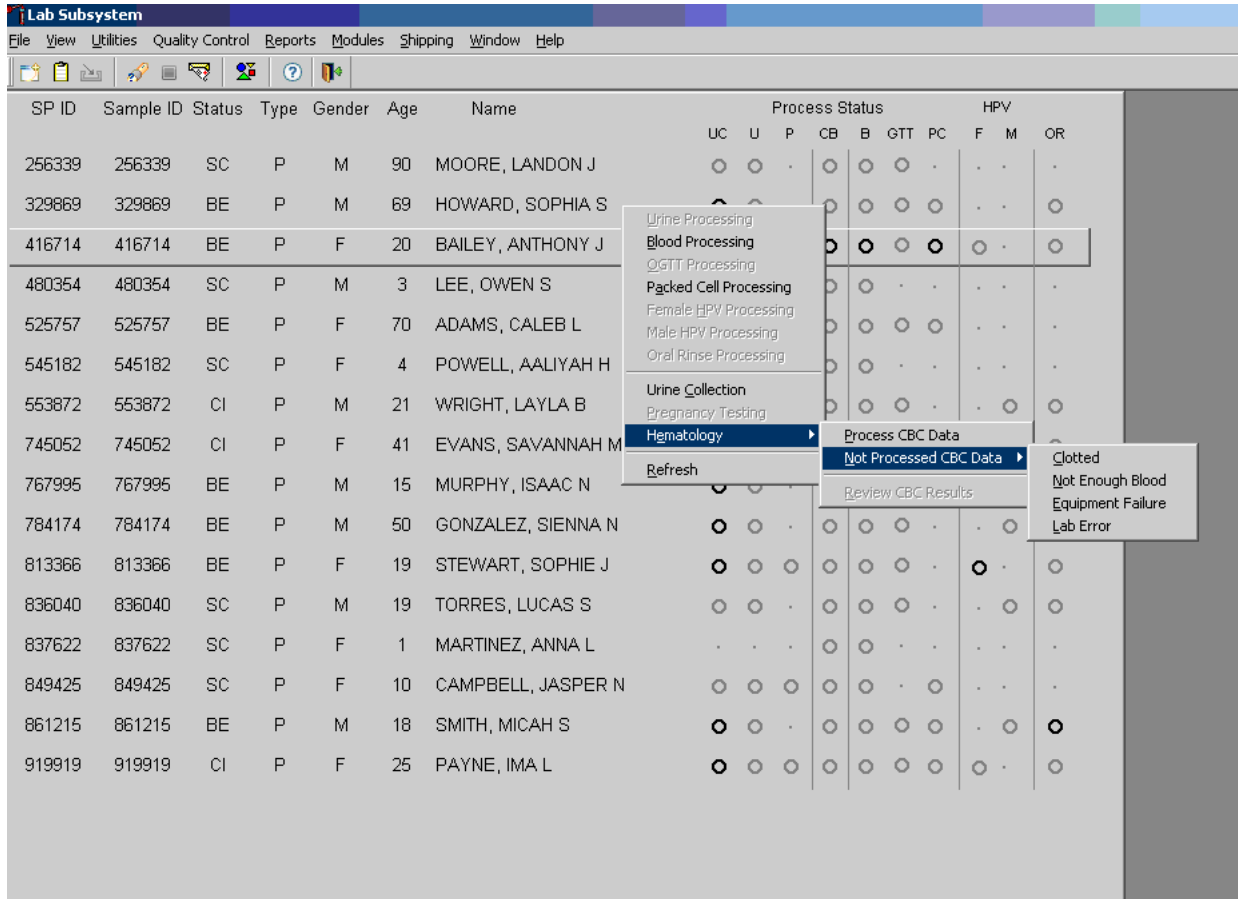 Lab Subsystem
File View Utilities Quality Control Reports Modules Shipping Window Help
SP ID Sample ID Status Type Gender Age Name Process Status HPV
UC U P CB B GTT PC F M OR
256339 256339 SC P M 90 MOORE, LANDON J
329869 329869 BE P M 69 HOWARD, SOPHIA S
Urine Processing
416714 416714 BE P F 20 BAILEY, ANTHONY J Blood Processing
OGTT Processing
480354 480354 SC P M 3 LEE, OWEN S Packed Cell Processing
Female HPV Processing
525757 525757 BE P F 70 ADAMS, CALEB L Male HPV Processing
Oral Rinse Processing
545182 545182 SC P F 4 POWELL, AALIYAH H
Urine Collection
553872 553872 CI P M 21 WRIGHT, LAYLA B Pregnancy Testing
745052 745052 CI P F 41 EVANS, SAVANNAH M Hematology Process CBC Data
Not Processed CBC Data Clotted
Refresh
767995 767995 BE P M 15 MURPHY, ISAAC N Review CBC Results Not Enough Blood
Equipment Failure
784174 784174 BE P M 50 GONZALEZ, SIENNA N Lab Error
813366 813366 BE P F 19 STEWART, SOPHIE J
836040 836040 SC P M 19 TORRES, LUCAS S
837622 837622 SC P F 1 MARTINEZ, ANNA L
849425 849425 SC P F 10 CAMPBELL, JASPER N
861215 861215 BE P M 18 SMITH, MICAH S
919919 919919 CI P F 25 PAYNE, IMA L